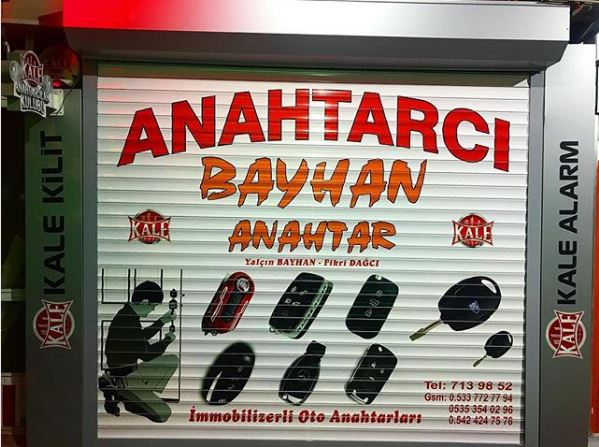 ANAHTARCI
BAYHAN
ANAHTAR
Yalçın BAYHAN - Fikri DAĞCI
KALE
KALE
Tel: 713 98 52
Gsm: 0.533 772 77 94
0535 354 02 96
0.542 424 75 76
İmmobilizerli Oto Anahtarları
KALE
KULÜBÜ
KALE KİLİT
KALE
KALE ALARM
KALE